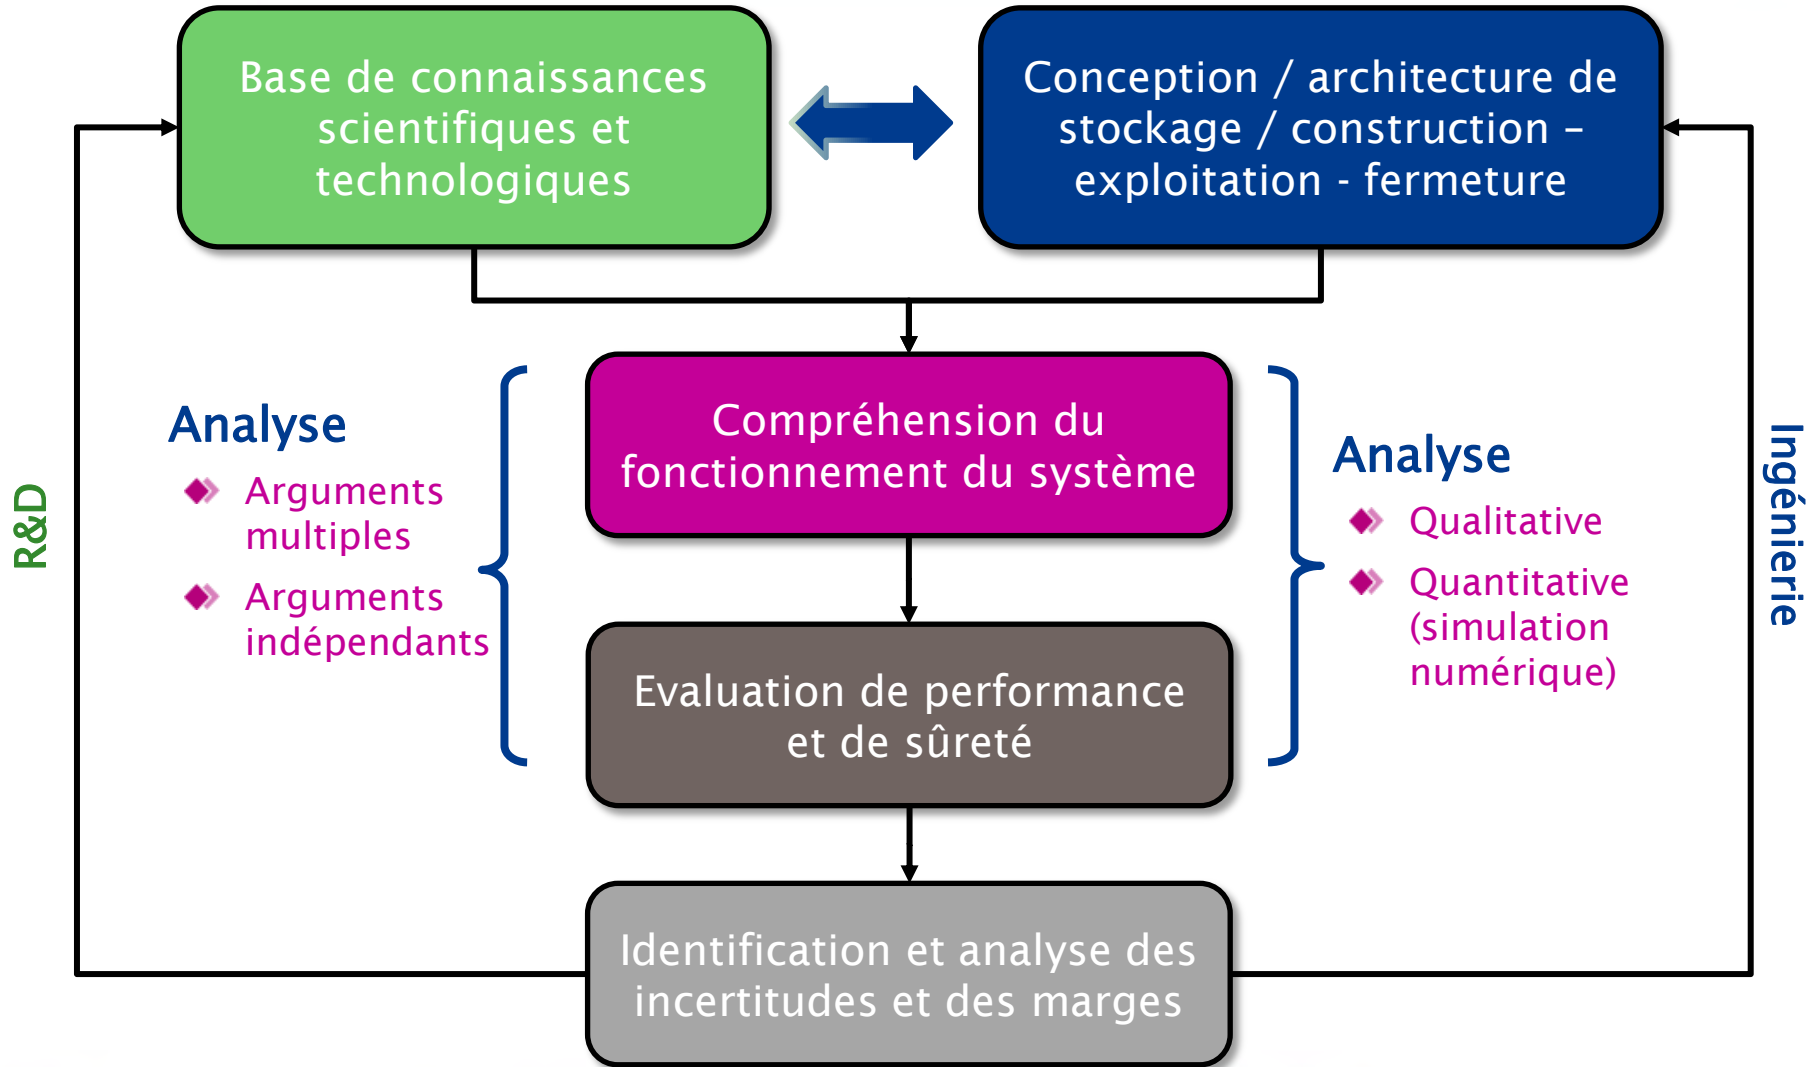 Base de connaissances
scientifiques et
technologiques
Conception / architecture de
stockage / construction –
exploitation - fermeture
Compréhension du
fonctionnement du système
Analyse
Arguments
multiples
Arguments
indépendants
Analyse
Qualitative
Quantitative
(simulation
numérique)
R&D
Ingénierie
Evaluation de performance
et de sûreté
Identification et analyse des
incertitudes et des marges